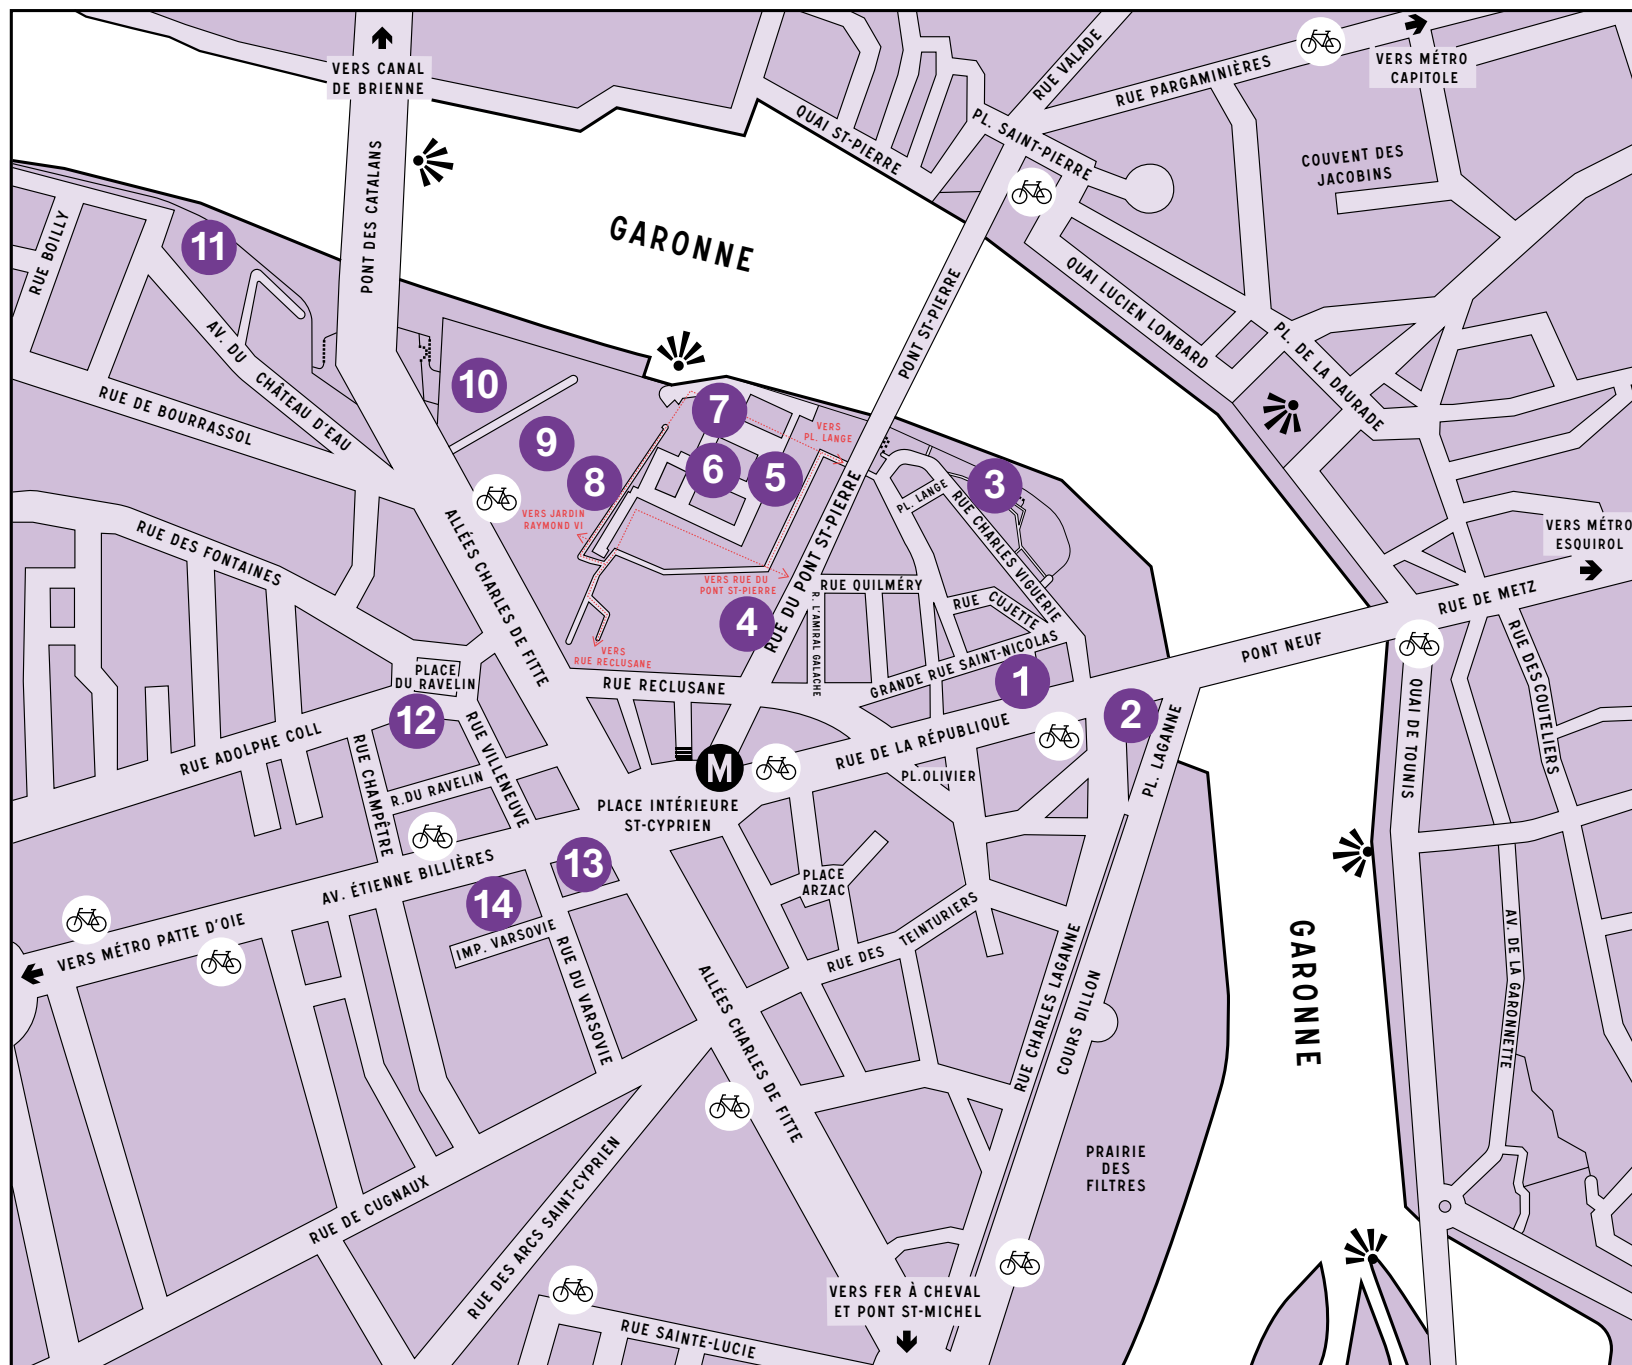 VERS CANAL
DE BRIENNE
RUE VALADE
RUE PARGAMINIÈRES
VERS MÉTRO
CAPITOLE
QUAI ST-PIERRE
PL. SAINT-PIERRE
COUVENT DES
JACOBINS
PONT DES CATALANS
GARONNE
RUE BOILLY
11
AV. DU
CHÂTEAU D'EAU
RUE DE BOURRASSOL
PONT ST-PIERRE
QUAI LUCIEN LOMBARD
PL. DE LA DAURADE
10
9
8
7
6
5
3
VERS
PL. LANGE
PL. LANGE
RUE CHARLES VIGUERIE
VERS JARDIN
RAYMOND VI
VERS RUE DU
PONT ST-PIERRE
RUE DU PONT ST-PIERRE
VERS MÉTRO
ESQUIROL
RUE DES FONTAINES
ALLÉES CHARLES DE FITTE
4
VERS
RUE RECLUSANE
RUE QUILMÉRY
R. L'AMIRAL GALACHE
RUE CUJETTE
GRANDE RUE SAINT-NICOLAS
RUE DE METZ
PONT NEUF
RUE DES COUTELIERS
PLACE
DU RAVELIN
12
RUE RECLUSANE
1
2
RUE ADOLPHE COLL
RUE CHAMPÊTRE
RUE VILLENEUVE
R. DU RAVELIN
M
RUE DE LA RÉPUBLIQUE
PL. OLIVIER
PL. LAGANNE
QUAI DE TOUNIS
PLACE INTÉRIEURE
ST-CYPRIEN
AV. ÉTIENNE BILLIÈRES
13
14
IMP. VARSOVIE
RUE DU VARSOVIE
PLACE
ARZAC
RUE DES TEINTURIERS
VERS MÉTRO PATTE D'OIE
ALLÉES CHARLES DE FITTE
RUE CHARLES LAGANNE
COURS DILLON
GARONNE
AV. DE LA GARONNETTE
PRAIRIE
DES
FILTRES
RUE DE CUGNAUX
RUE DES ARCS SAINT-CYPRIEN
VERS FER À CHEVAL
ET PONT ST-MICHEL
RUE SAINTE-LUCIE